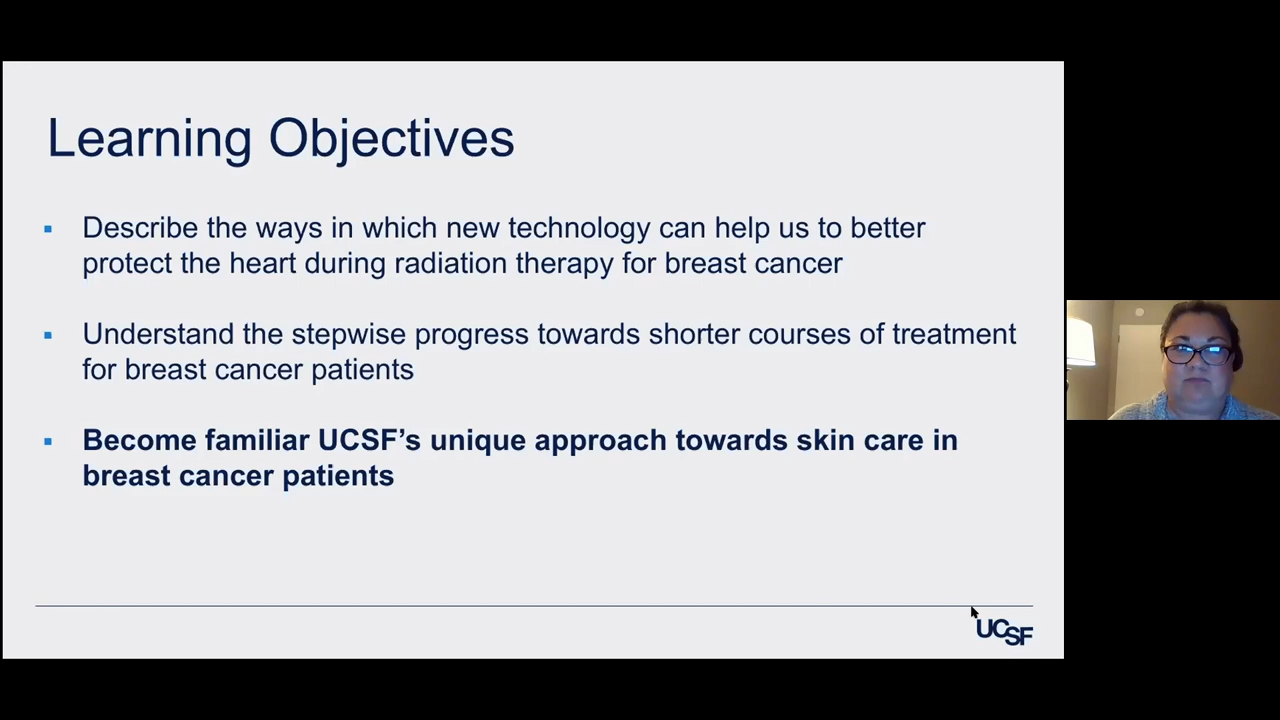 Learning Objectives
Describe the ways in which new technology can help us to better
protect the heart during radiation therapy for breast cancer
Understand the stepwise progress towards shorter courses of treatment
for breast cancer patients
Become familiar UCSF’s unique approach towards skin care in
breast cancer patients
UCSF